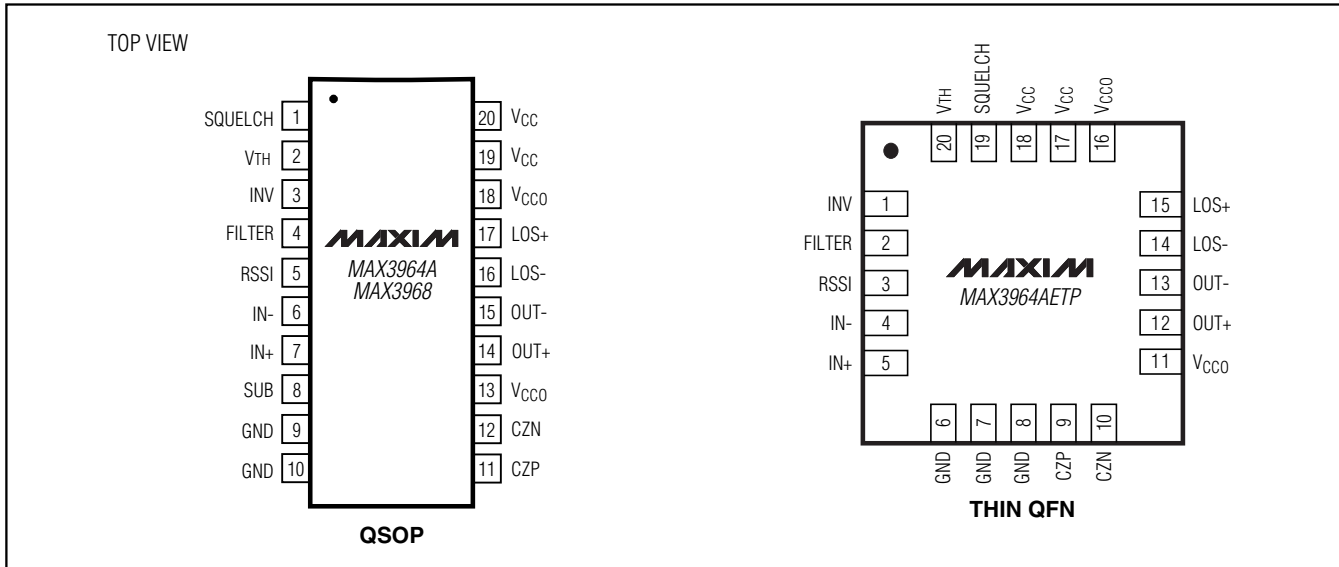 TOP VIEW
SQUELCH 1
VTH 2
INV 3
FILTER 4
RSSI 5
IN- 6
IN+ 7
SUB 8
GND 9
GND 10
MAXIM
MAX3964A
MAX3968
20 VCC
19 VCC
18 VCCO
17 LOS+
16 LOS-
15 OUT-
14 OUT+
13 VCCO
12 CZN
11 CZP
QSOP
VTH SQUELCH VCC VCC VCCO
20 19 18 17 16
INV 1
FILTER 2
RSSI 3
IN- 4
IN+ 5
MAXIM
MAX3964AETP
15 LOS+
14 LOS-
13 OUT-
12 OUT+
11 VCCO
6 7 8 9 10
GND GND GND CZP CZN
THIN QFN